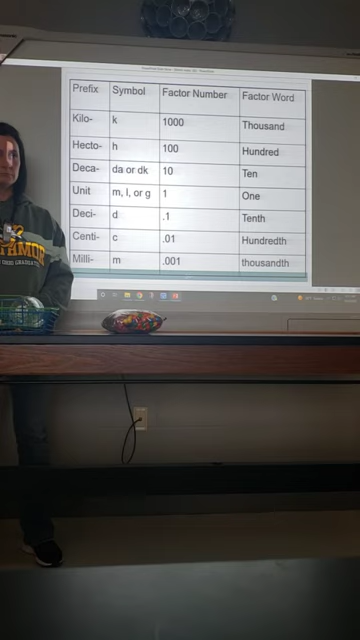 Prefix Symbol Factor Number Factor Word
Kilo- k 1000 Thousand
Hecto- h 100 Hundred
Deca- da or dk 10 Ten
Unit m, l, or g 1 One
Deci- d .1 Tenth
Centi- c .01 Hundredth
Milli- m .001 thousandth